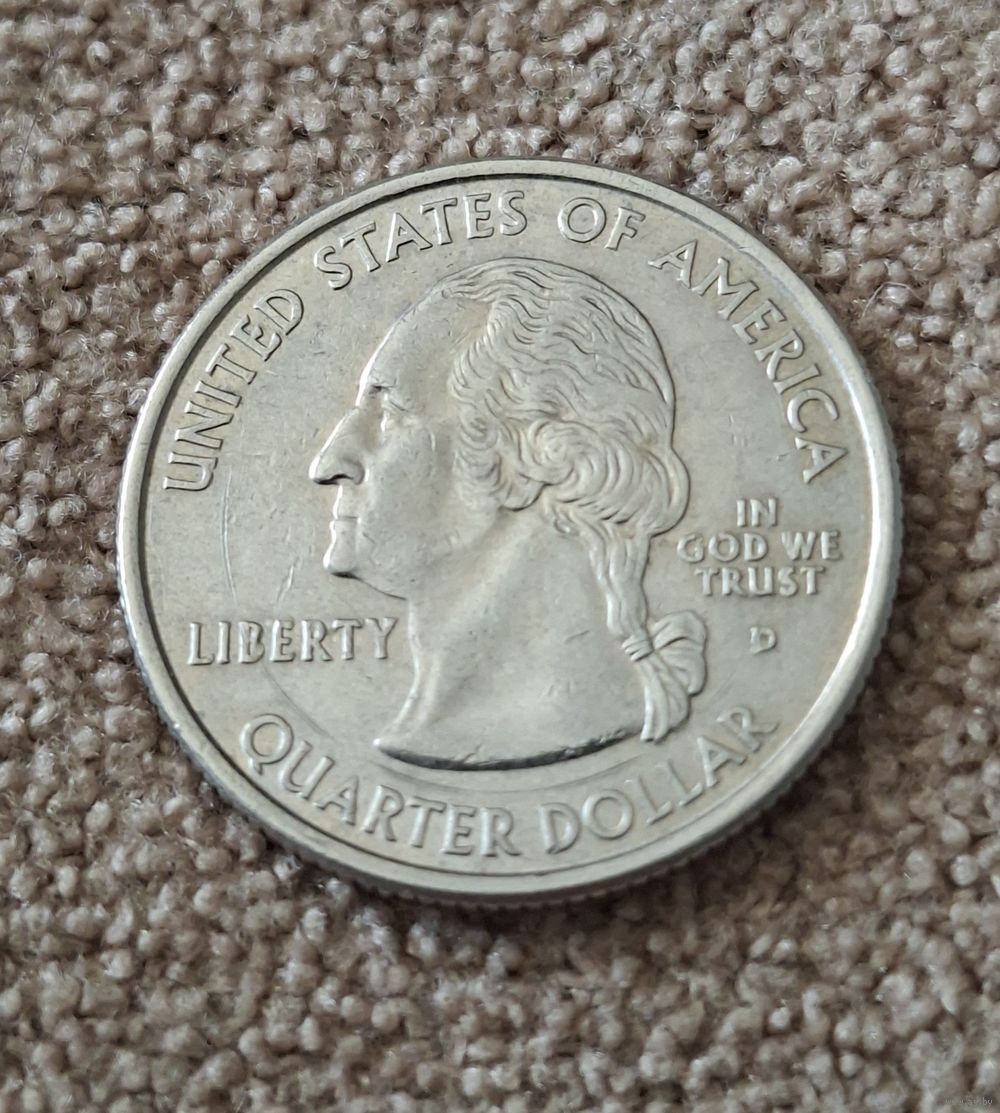 UNITED STATES OF AMERICA
IN
GOD WE
TRUST
LIBERTY
D
QUARTER DOLLAR